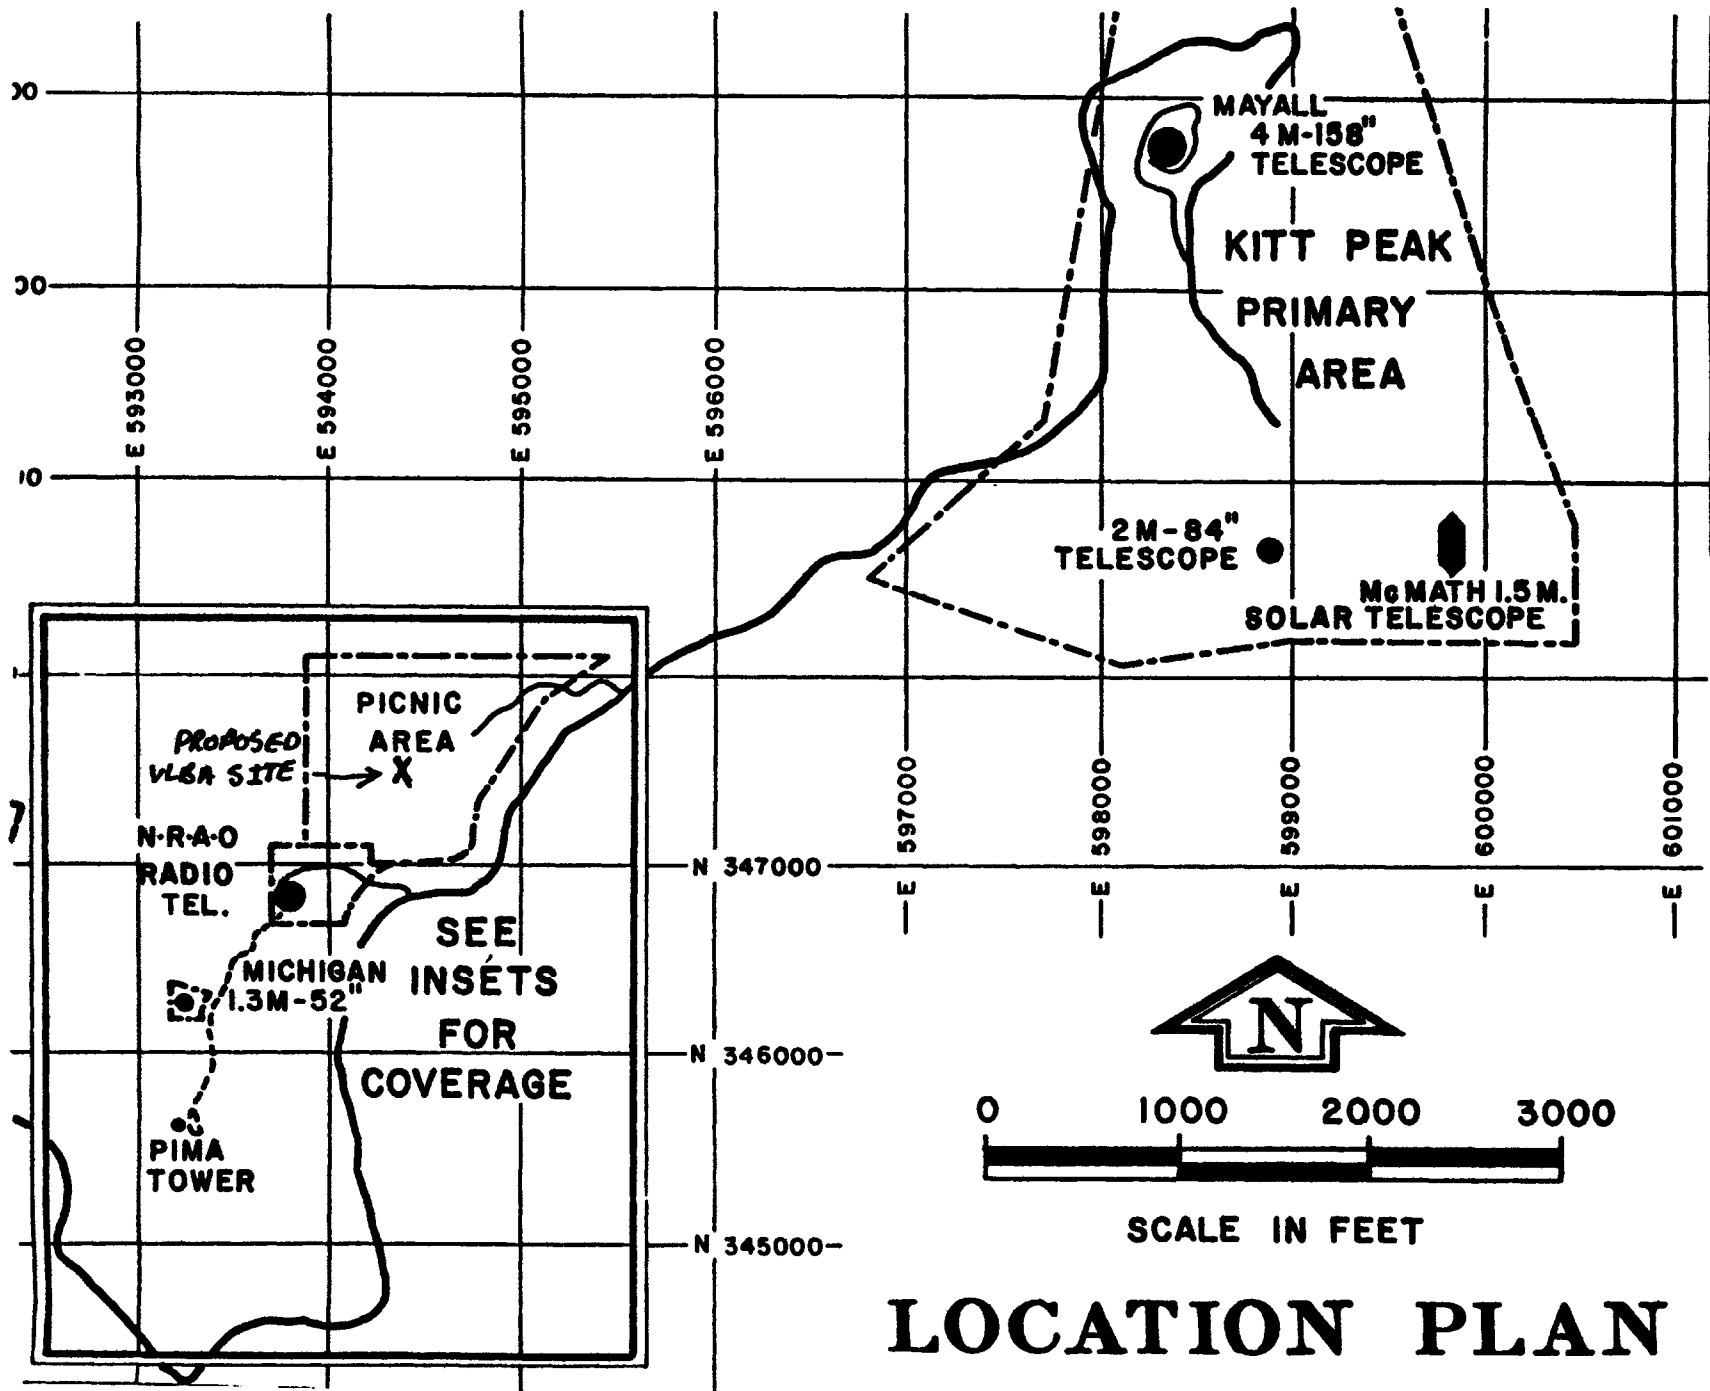 00
MAYALL
4 M-158"
TELESCOPE
KITT PEAK
PRIMARY
AREA
00
E 593000
E 594000
E 595000
E 596000
2 M-84"
TELESCOPE
McMATH 1.5 M.
SOLAR TELESCOPE
PICNIC
AREA
PROPOSED
VLBA SITE
X
N·R·A·O
RADIO
TEL.
N 347000
E 597000
E 598000
E 599000
E 600000
E 601000
SEE
INSETS
FOR
COVERAGE
MICHIGAN
1.3M-52"
N 346000
PIMA
TOWER
N 345000
N
0 1000 2000 3000
SCALE IN FEET
LOCATION PLAN